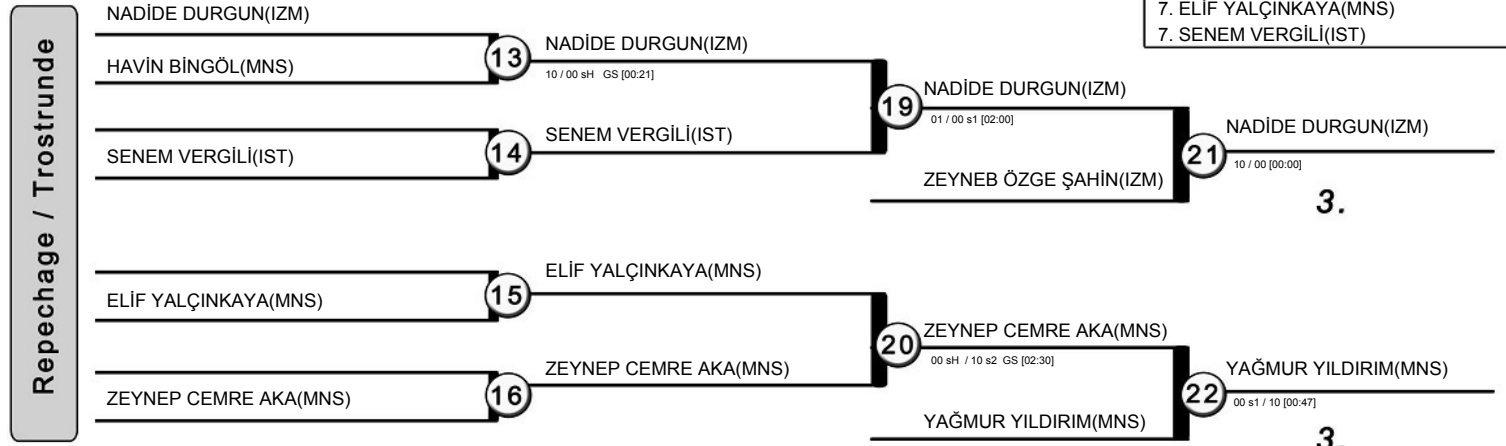 Repechage / Trostrunde
7. ELİF YALÇINKAYA(MNS)
7. SENEM VERGİLİ(IST)
NADİDE DURGUN(IZM)
HAVİN BİNGÖL(MNS)
13
NADİDE DURGUN(IZM)
10 / 00 sH GS [00:21]
SENEM VERGİLİ(IST)
14
SENEM VERGİLİ(IST)
19
NADİDE DURGUN(IZM)
01 / 00 s1 [02:00]
ZEYNEB ÖZGE ŞAHİN(IZM)
21
NADİDE DURGUN(IZM)
10 / 00 [00:00]
3.
ELİF YALÇINKAYA(MNS)
15
ELİF YALÇINKAYA(MNS)
ZEYNEP CEMRE AKA(MNS)
16
ZEYNEP CEMRE AKA(MNS)
20
ZEYNEP CEMRE AKA(MNS)
00 sH / 10 s2 GS [02:30]
YAĞMUR YILDIRIM(MNS)
22
YAĞMUR YILDIRIM(MNS)
00 s1 / 10 [00:47]
3.